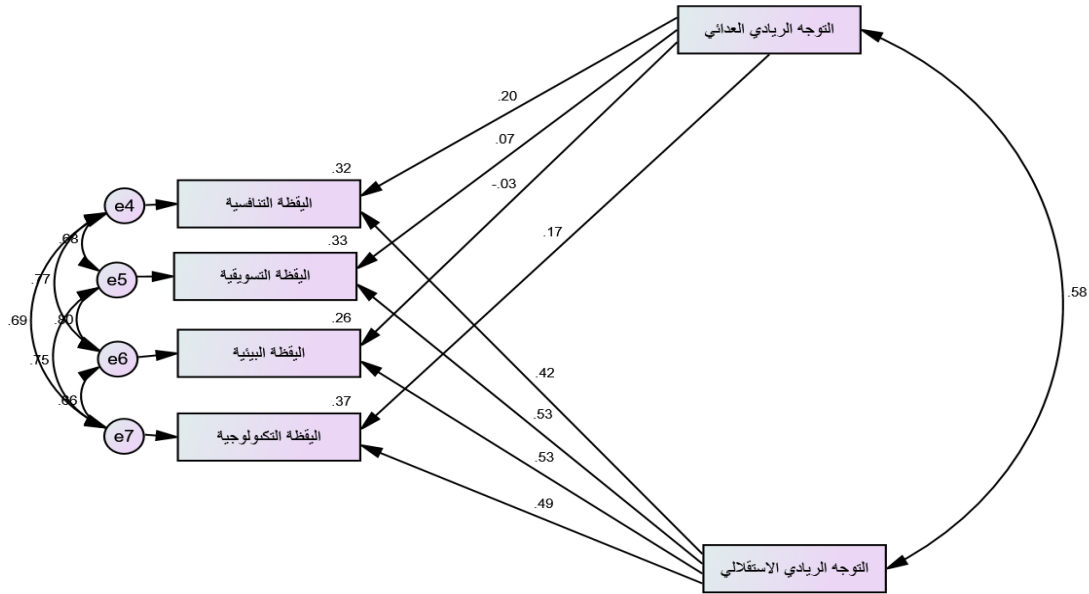 التوجه الريادي العدائي
.20
.07
-.03
.17
.32
اليقظة التنافسية
e4
.68
.33
اليقظة التسويقية
e5
.77
.58
.69
.80
.26
اليقظة البيئية
e6
.75
.42
.66
.37
اليقظة التكنولوجية
e7
.53
.53
.49
التوجه الريادي الاستقلالي